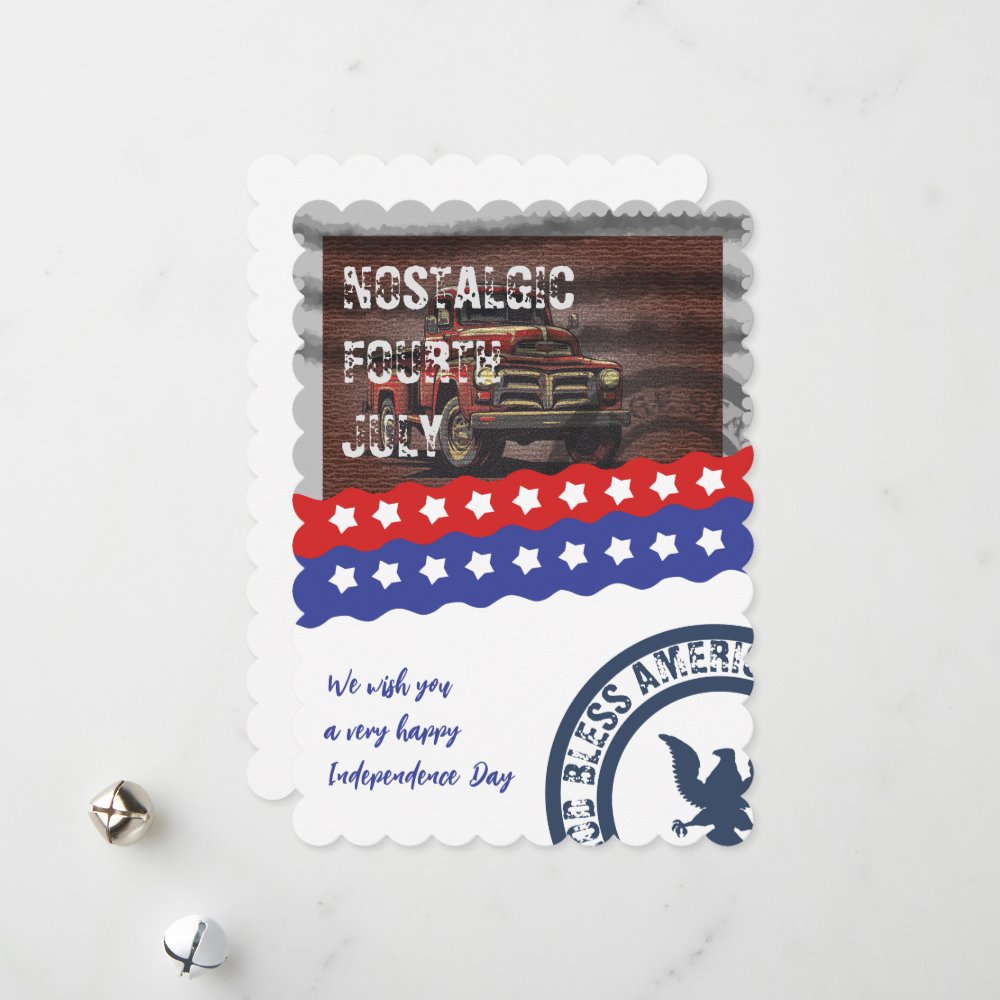 NOSTALGIC
FOURTH
JULY
We wish you
a very happy
Independence Day
BLESS AMERI